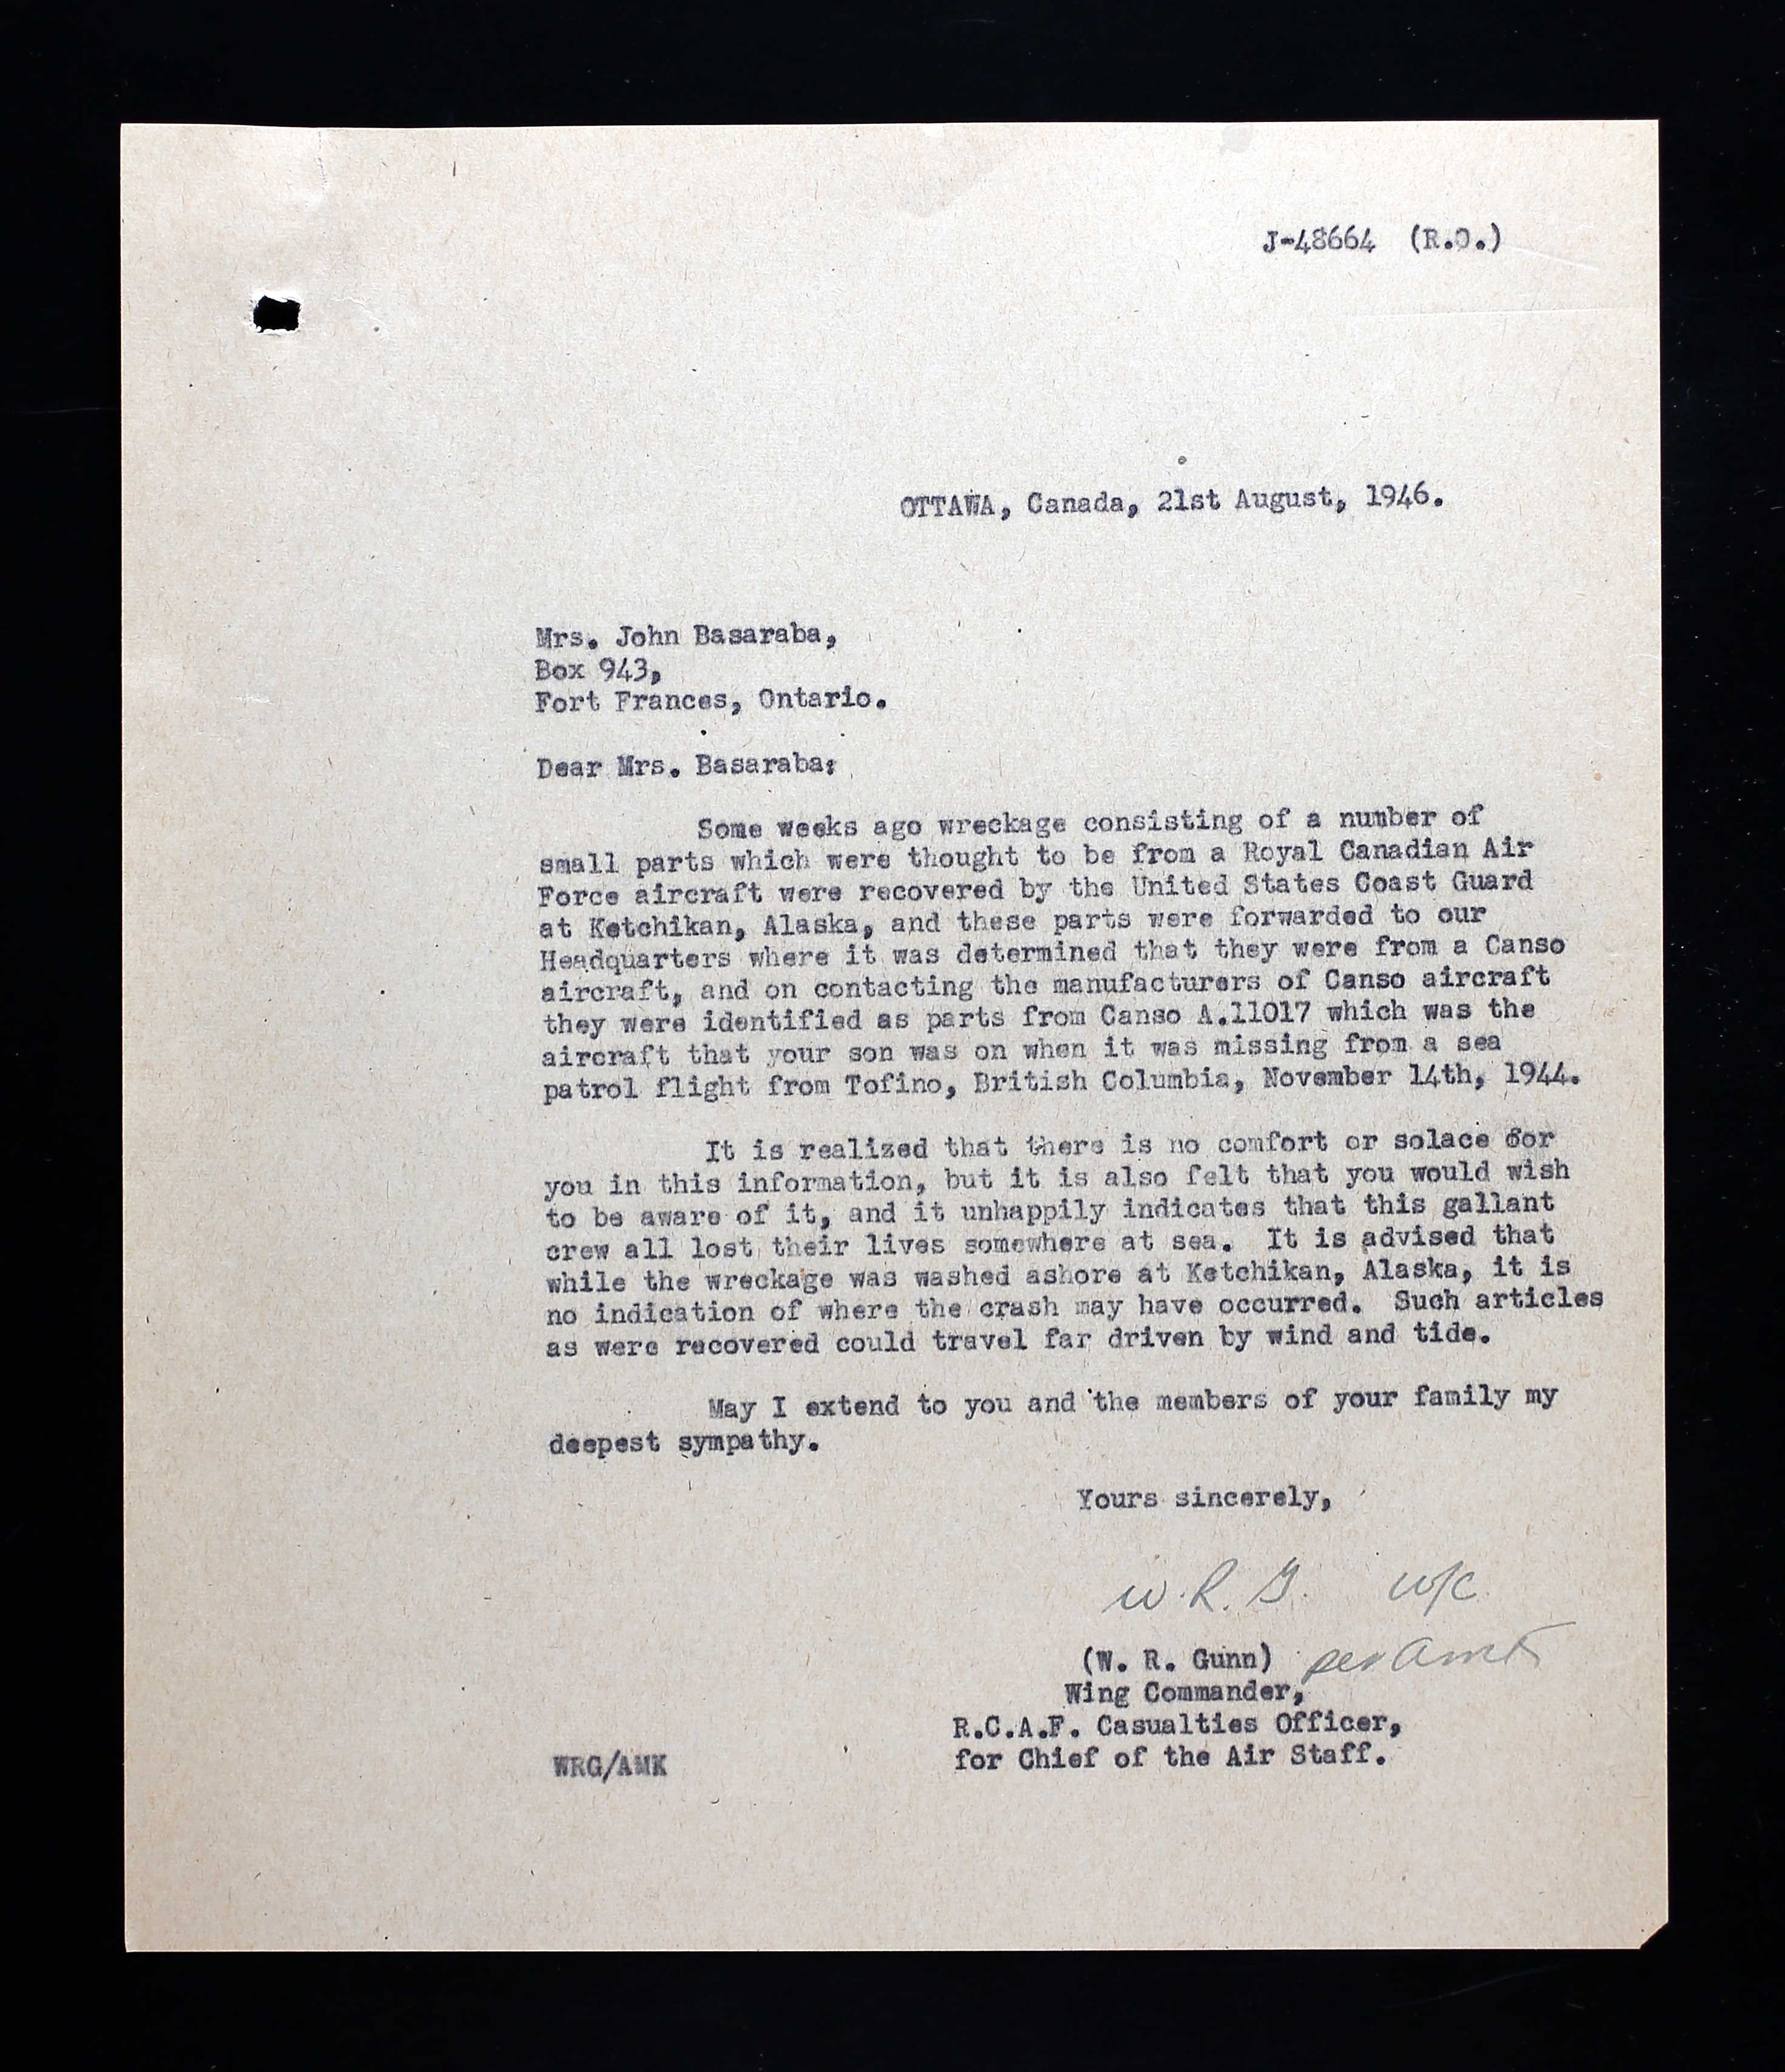 J-48664 (R.O.)
OTTAWA, Canada, 21st August, 1946.
Mrs. John Basaraba,
Box 943,
Fort Frances, Ontario.
Dear Mrs. Basaraba:
Some weeks ago wreckage consisting of a number of
small parts which were thought to be from a Royal Canadian Air
Force aircraft were recovered by the United States Coast Guard
at Ketchikan, Alaska, and these parts were forwarded to our
Headquarters where it was determined that they were from a Canso
aircraft, and on contacting the manufacturers of Canso aircraft
they were identified as parts from Canso A.11017 which was the
aircraft that your son was on when it was missing from a sea
patrol flight from Tofino, British Columbia, November 14th, 1944.
It is realized that there is no comfort or solace for
you in this information, but it is also felt that you would wish
to be aware of it, and it unhappily indicates that this gallant
crew all lost their lives somewhere at sea. It is advised that
while the wreckage was washed ashore at Ketchikan, Alaska, it is
no indication of where the crash may have occurred. Such articles
as were recovered could travel far driven by wind and tide.
May I extend to you and the members of your family my
deepest sympathy.
Yours sincerely,
W. R. G. W/C
(W. R. Gunn) per
Wing Commander,
R.C.A.F. Casualties Officer,
for Chief of the Air Staff.
WRG/AMK